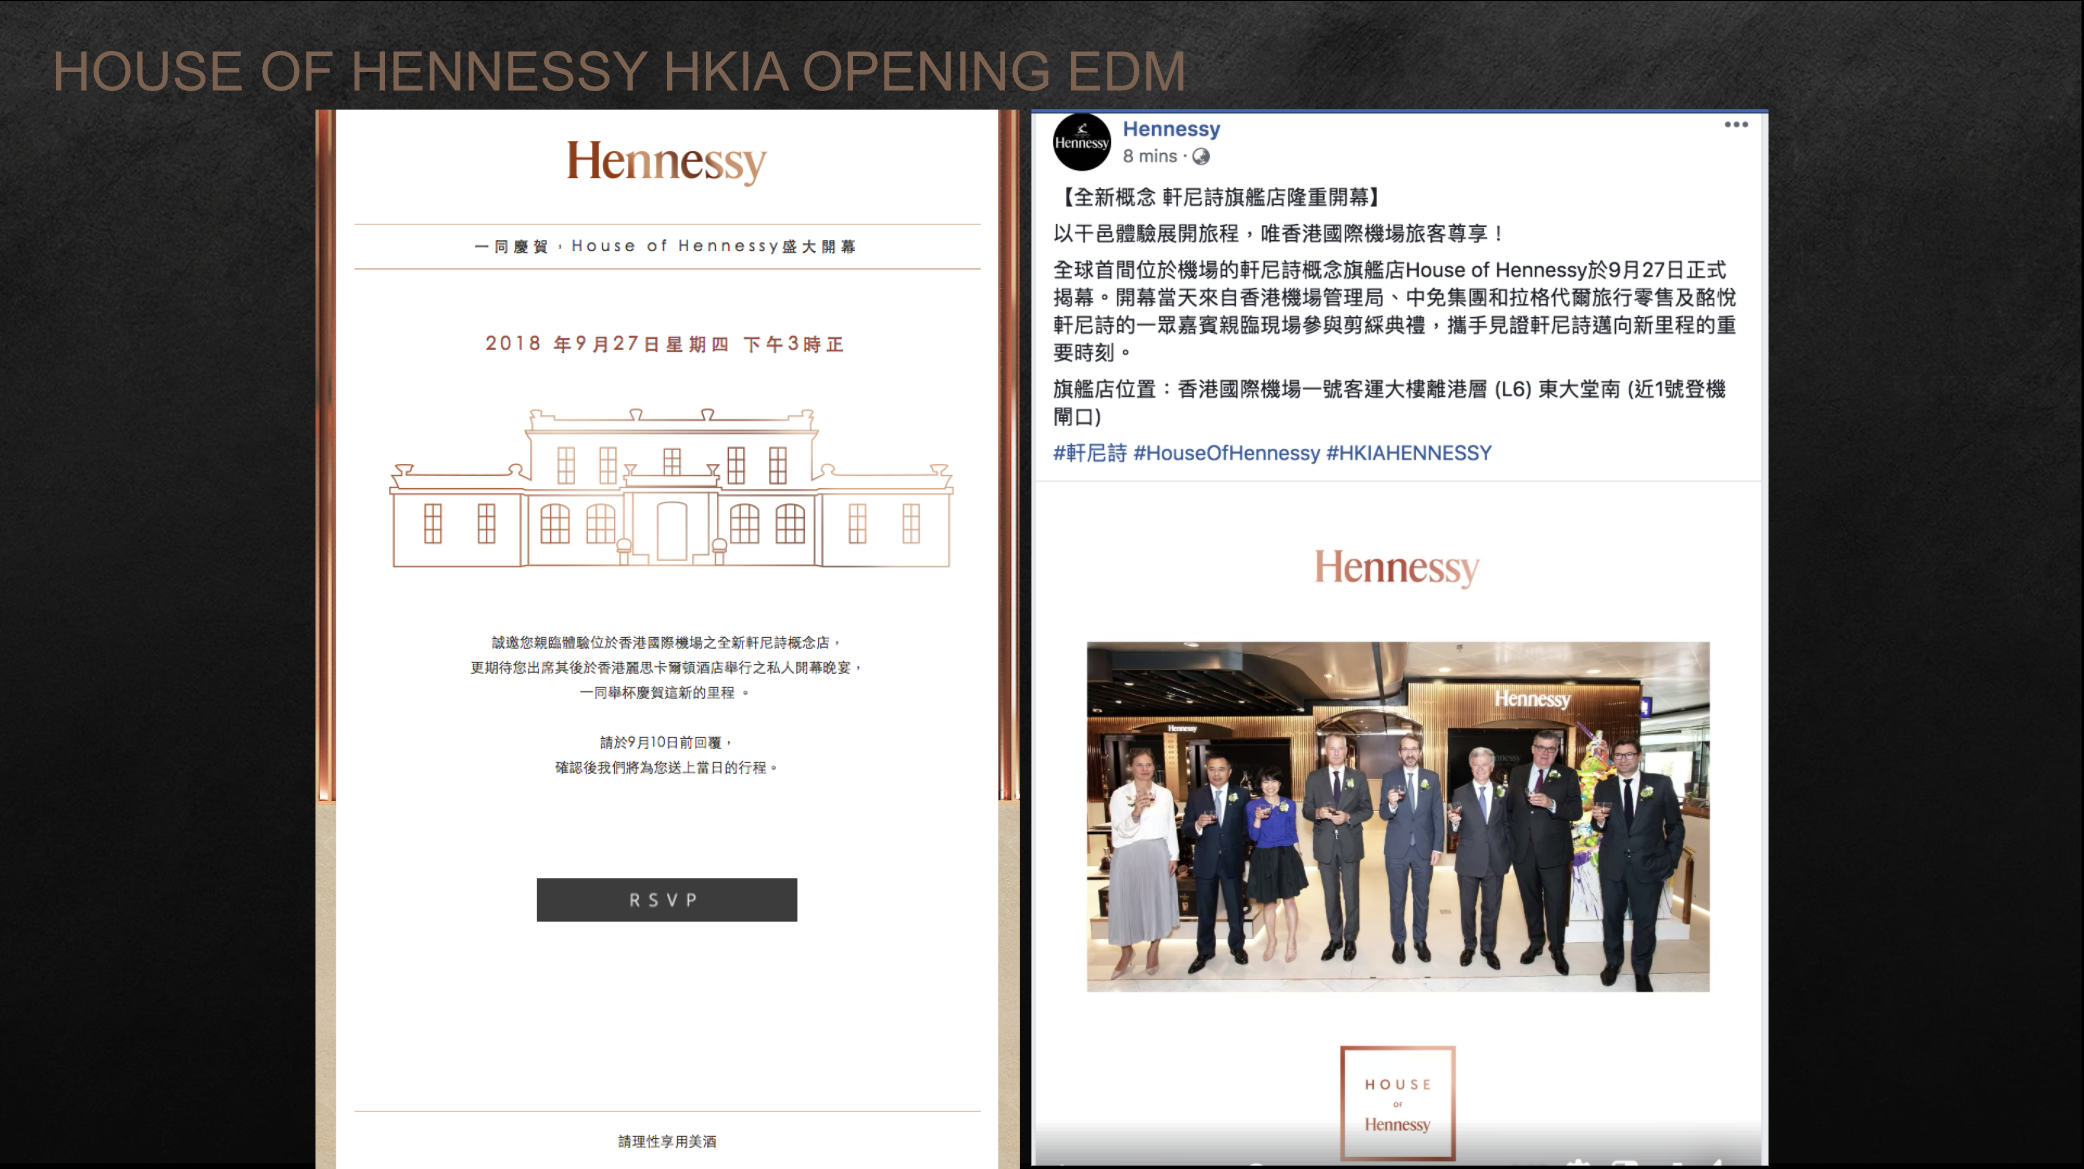 HOUSE OF HENNESSY HKIA OPENING EDM
Hennessy
一同慶賀，House of Hennessy盛大開幕
2018 年9月27日星期四 下午3時正
誠邀您親臨體驗位於香港國際機場之全新軒尼詩概念店，
更期待您出席其後於香港麗思卡爾頓酒店舉行之私人開幕晚宴，
一同舉杯慶賀這新的里程 。
請於9月10日前回覆，
確認後我們將為您送上當日的行程。
RSVP
請理性享用美酒
Hennessy
Hennessy
8 mins ·
【全新概念 軒尼詩旗艦店隆重開幕】
以干邑體驗展開旅程，唯香港國際機場旅客尊享！
全球首間位於機場的軒尼詩概念旗艦店House of Hennessy於9月27日正式
揭幕。開幕當天來自香港機場管理局、中免集團和拉格代爾旅行零售及酩悅
軒尼詩的一眾嘉賓親臨現場參與剪綵典禮，攜手見證軒尼詩邁向新里程的重
要時刻。
旗艦店位置：香港國際機場一號客運大樓離港層 (L6) 東大堂南 (近1號登機
閘口)
#軒尼詩 #HouseOfHennessy #HKIAHENNESSY
Hennessy
Hennessy
Hennessy
HOUSE
OF
Hennessy